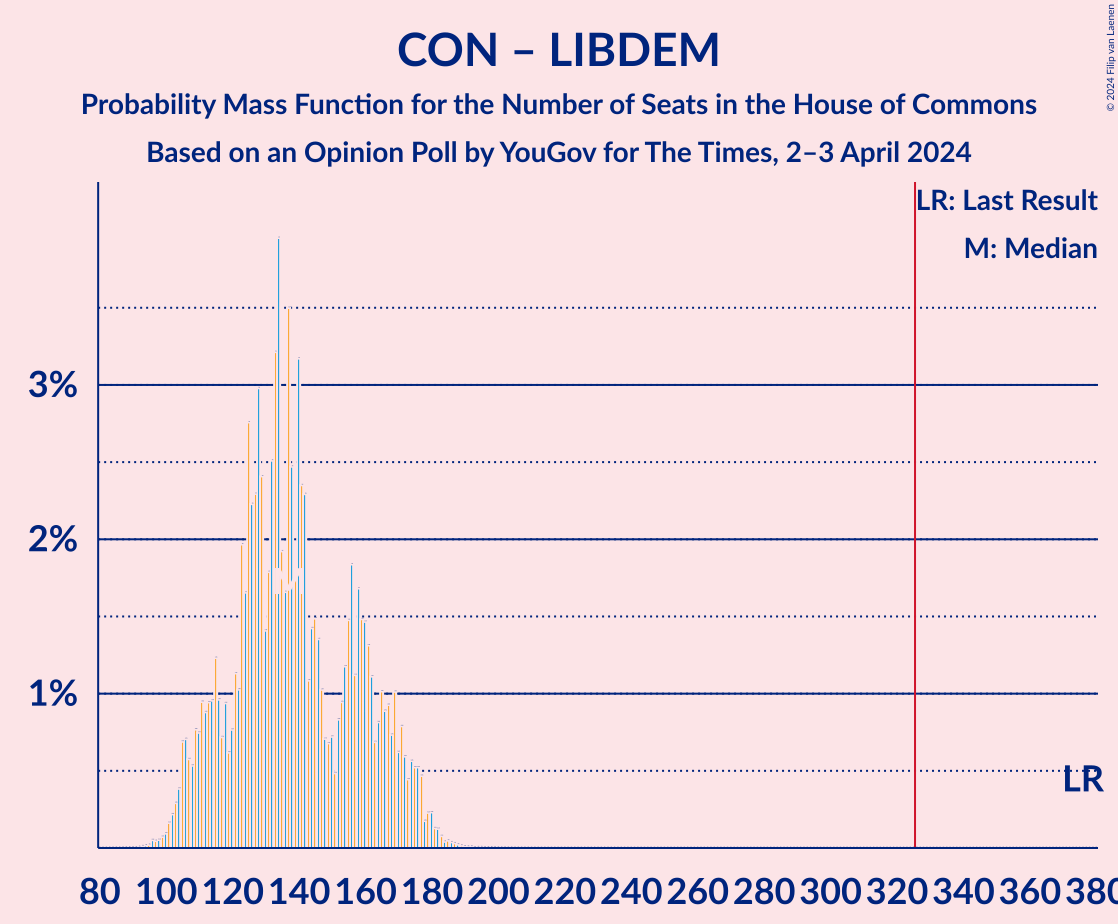 CON – LIBDEM
Probability Mass Function for the Number of Seats in the House of Commons
Based on an Opinion Poll by YouGov for The Times, 2–3 April 2024
© 2024 Filip van Laenen
LR: Last Result
M: Median
3%
2%
1%
LR
80 100 120 140 160 180 200 220 240 260 280 300 320 340 360 380